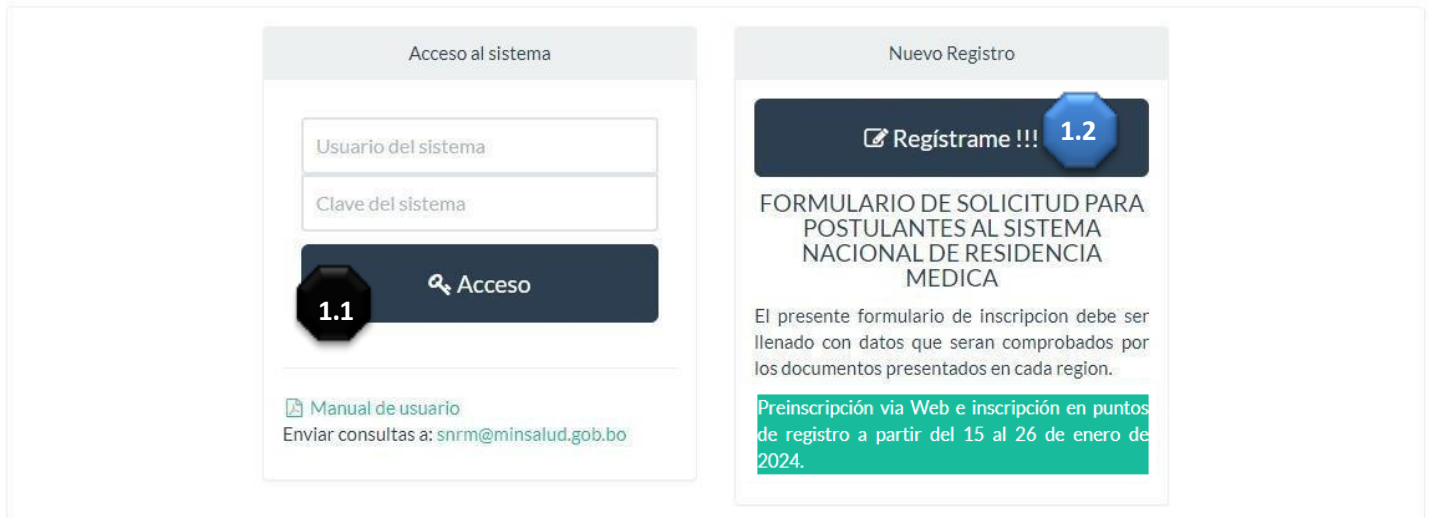 Acceso al sistema
Usuario del sistema
Clave del sistema
Acceso
1.1
Manual de usuario
Enviar consultas a: snrm@minsalud.gob.bo
Nuevo Registro
Regístrame !!!
1.2
FORMULARIO DE SOLICITUD PARA
POSTULANTES AL SISTEMA
NACIONAL DE RESIDENCIA
MEDICA
El presente formulario de inscripcion debe ser
llenado con datos que seran comprobados por
los documentos presentados en cada region.
Preinscripción via Web e inscripción en puntos
de registro a partir del 15 al 26 de enero de
2024.